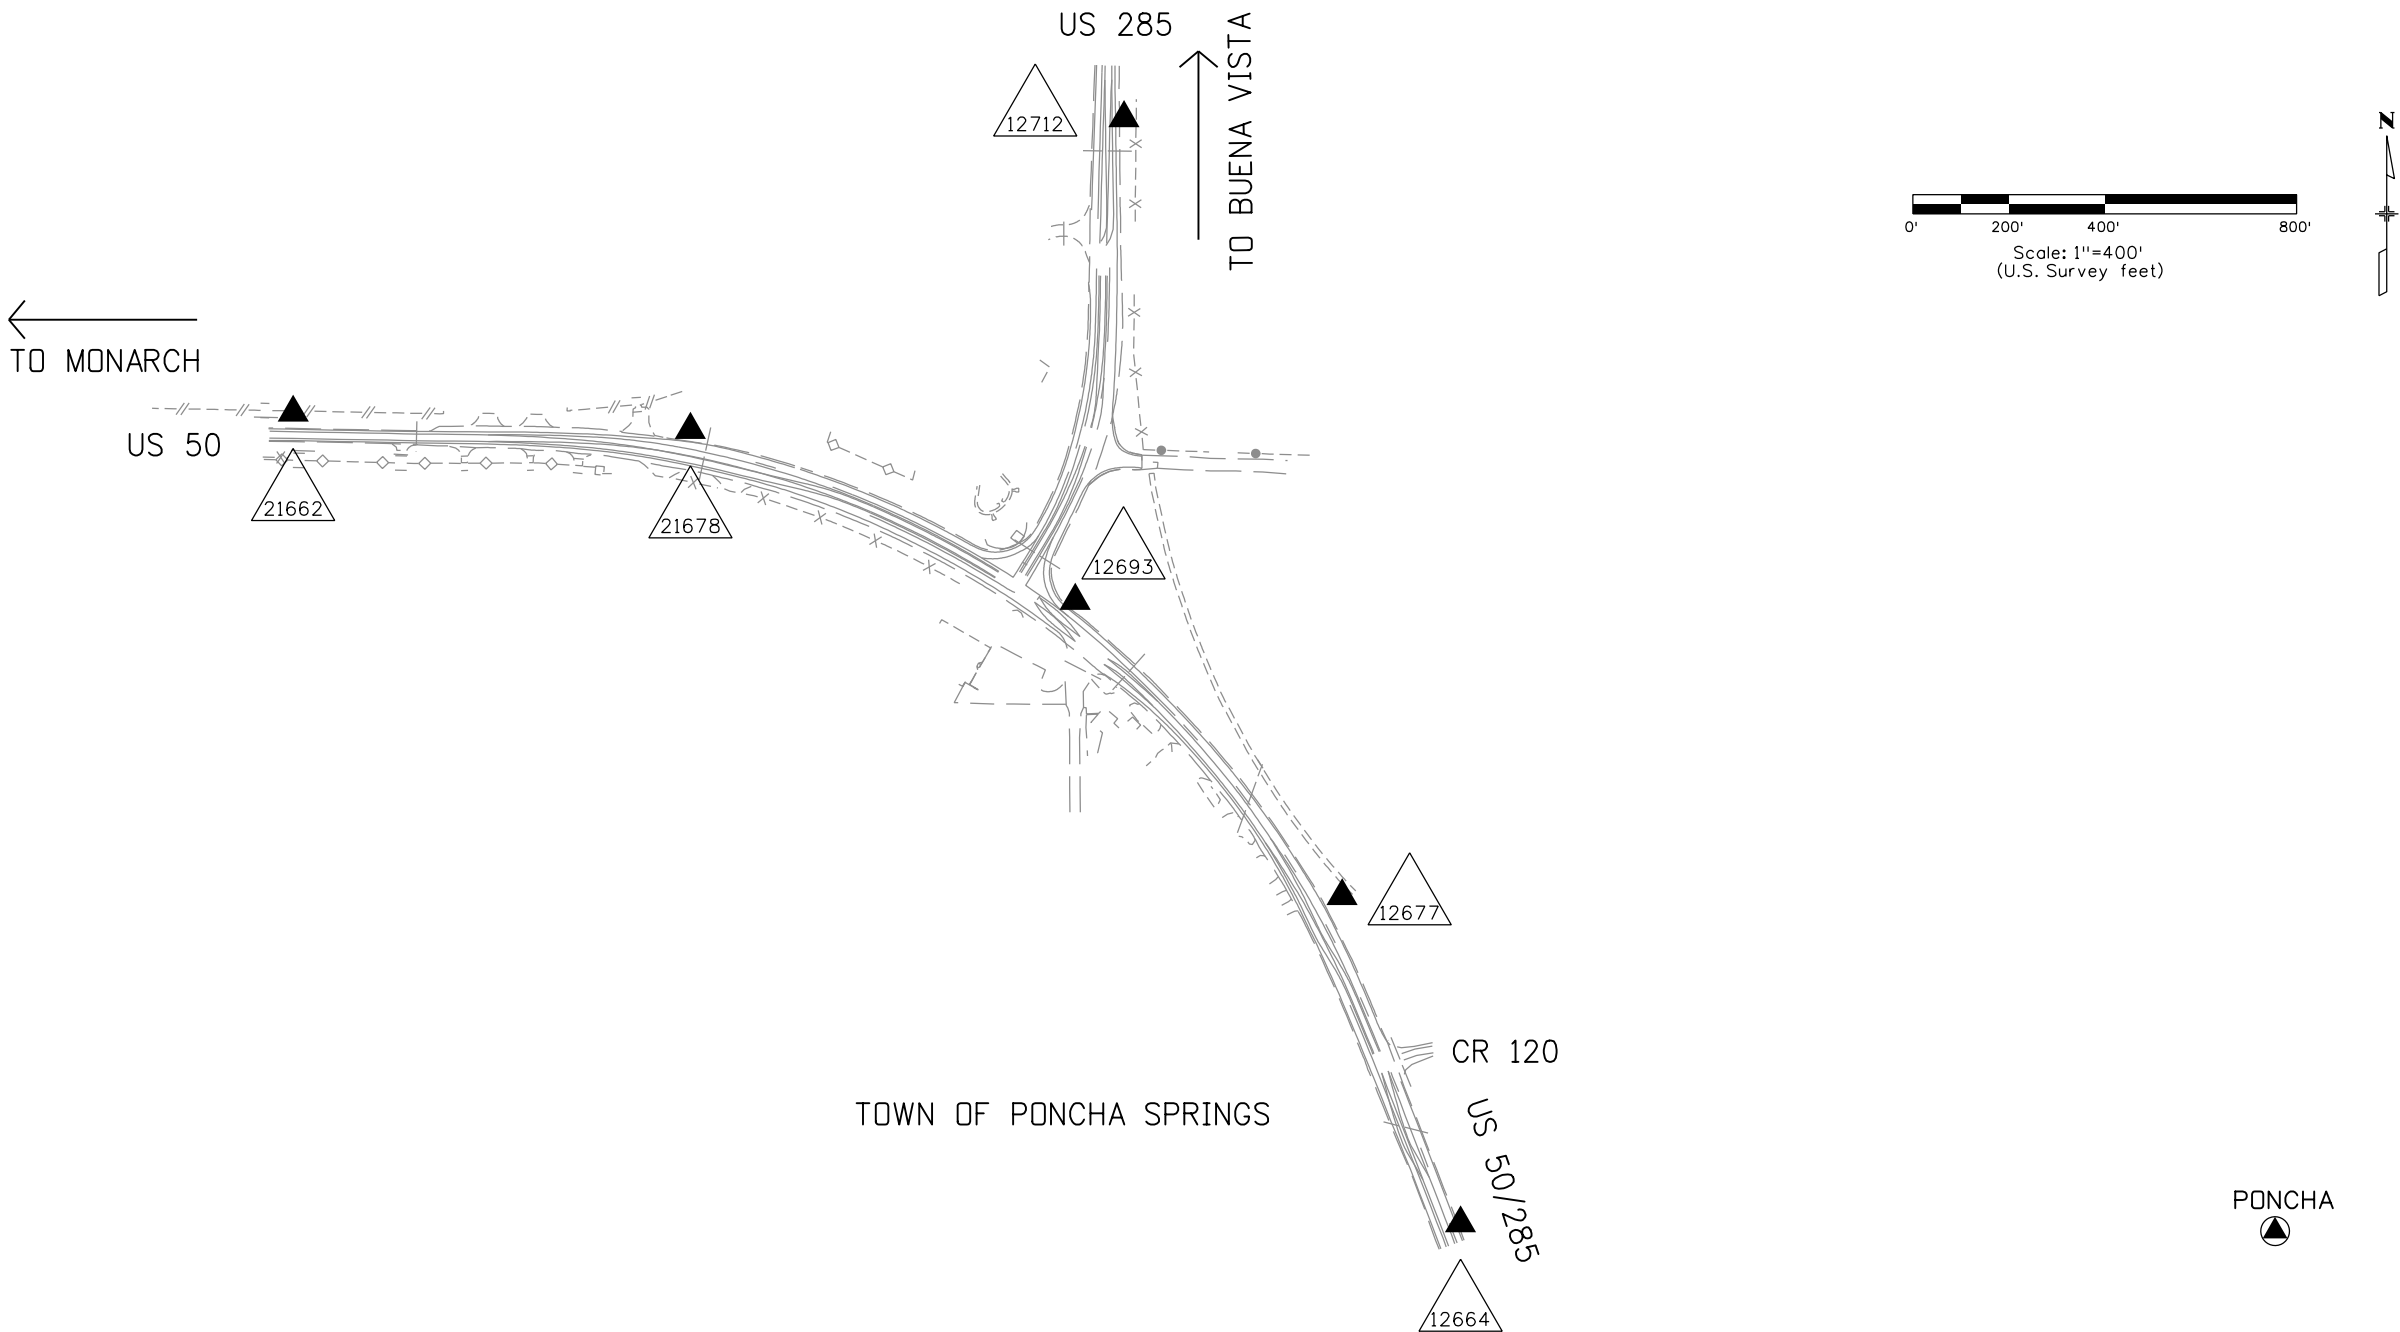 US 285
TO BUENA VISTA
12712
N
0' 200' 400' 800'
Scale: 1"=400'
(U.S. Survey feet)
TO MONARCH
US 50
21662
21678
12693
12677
CR 120
TOWN OF PONCHA SPRINGS
US 50/285
PONCHA
12664